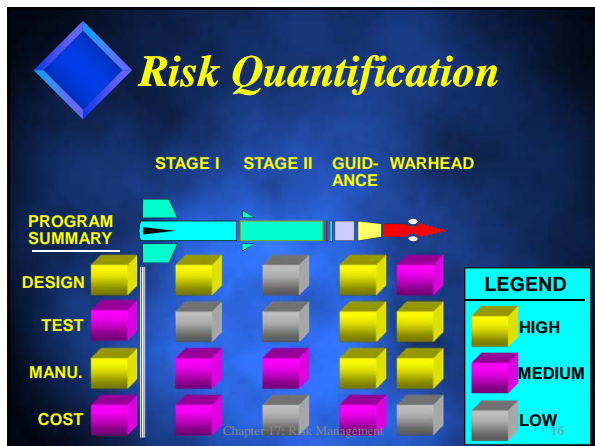 Risk Quantification
STAGE I STAGE II GUID- WARHEAD
ANCE
PROGRAM
SUMMARY
DESIGN
LEGEND
TEST
HIGH
MANU.
MEDIUM
COST
LOW
Chapter 17: Risk Management
16